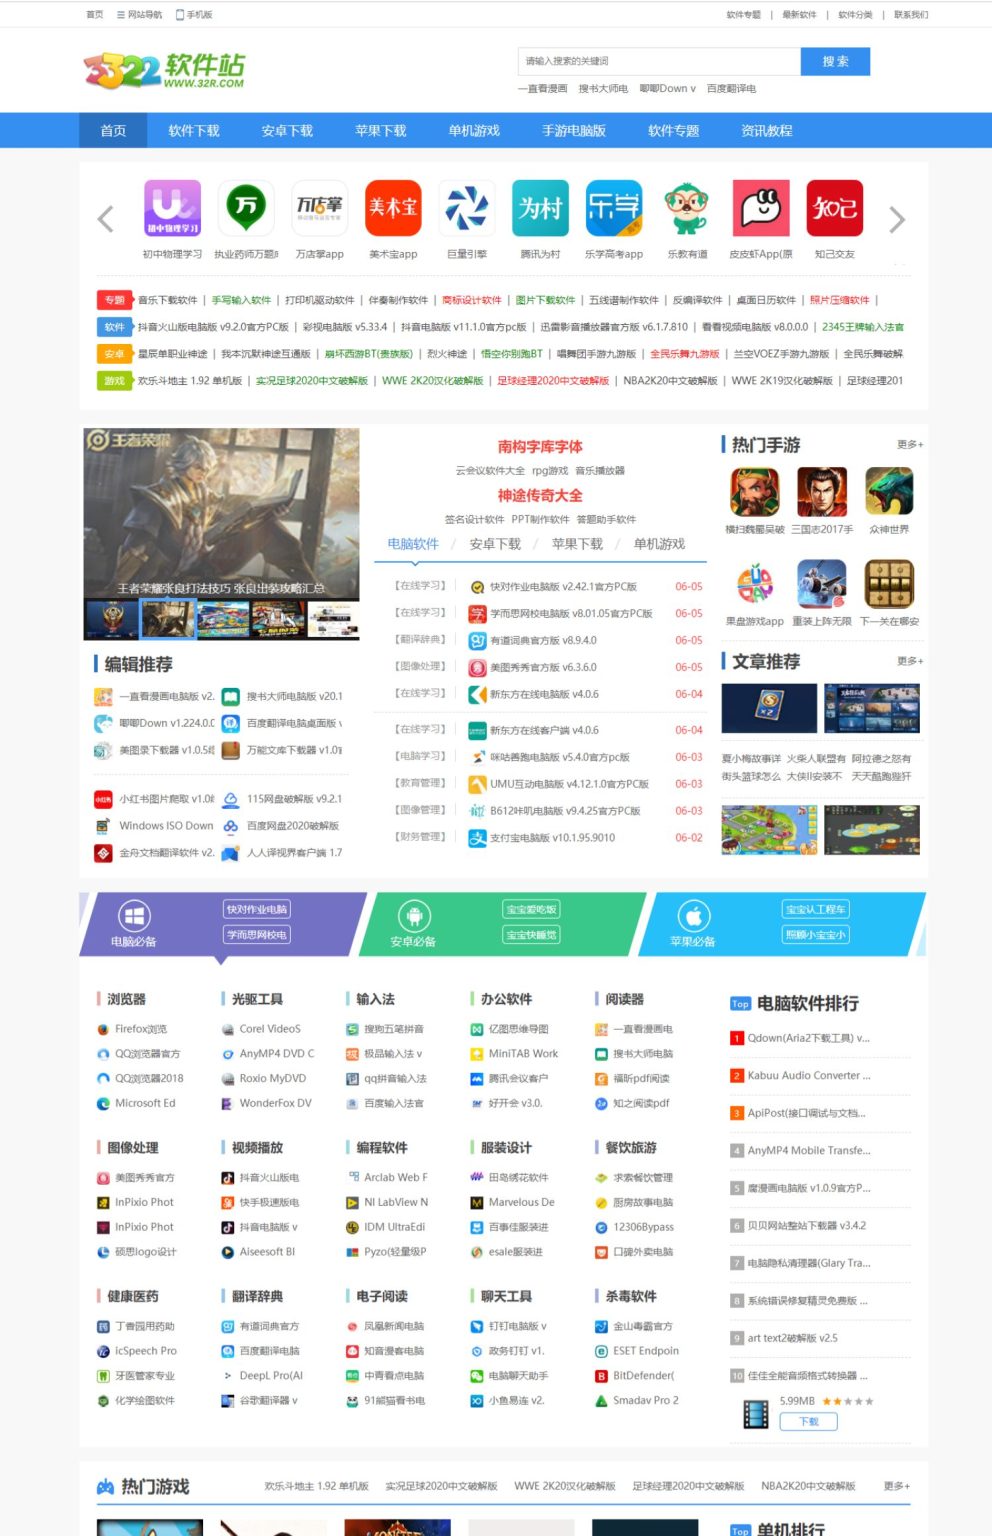 首页 网站导航 手机版 软件专题 | 最新软件 | 软件分类 | 联系我们
3322软件站
WWW.32R.COM
请输入搜索的关键词 搜 索
一直看漫画 搜书大师电 唧唧Down v 百度翻译电
首页 软件下载 安卓下载 苹果下载 单机游戏 手游电脑版 软件专题 资讯教程
初中物理学习 万 万店掌 美术宝 为村 乐学 知己
初中物理学习 执业药师万题 万店掌app 美术宝app 巨量引擎 腾讯为村 乐学高考app 乐教有道 皮皮虾App(原 知己交友
专题 音乐下载软件 | 手写输入软件 | 打印机驱动软件 | 伴奏制作软件 | 商标设计软件 | 图片下载软件 | 五线谱制作软件 | 反编译软件 | 桌面日历软件 | 照片压缩软件 |
软件 抖音火山版电脑版 v9.2.0官方PC版 | 彩视电脑版 v5.33.4 | 抖音电脑版 v11.1.0官方pc版 | 迅雷影音播放器官方版 v6.1.7.810 | 看看视频电脑版 v8.0.0.0 | 2345王牌输入法官
安卓 星辰单职业神途 | 我本沉默神途互通版 | 崩坏西游BT(贵族版) | 烈火神途 | 悟空你别跑BT | 唱舞团手游九游版 | 全民乐舞九游版 | 兰空VOEZ手游九游版 | 全民乐舞破解
游戏 欢乐斗地主 1.92 单机版 | 实况足球2020中文破解版 | WWE 2K20汉化破解版 | 足球经理2020中文破解版 | NBA2K20中文破解版 | WWE 2K19汉化破解版 | 足球经理201
王者荣耀
王者荣耀张良打法技巧 张良出装攻略汇总
编辑推荐
一直看漫画电脑版 v2. 搜书大师电脑版 v20.1
唧唧Down v1.224.0.0 百度翻译电脑桌面版 v
美图录下载器 v1.0.5绿 万能文库下载器 v1.0官
小红书图片爬取 v1.0绿 115网盘破解版 v9.2.1
Windows ISO Down 百度网盘2020破解版
金舟文档翻译软件 v2. 人人译视界客户端 1.7
南构字库字体
云会议软件大全 rpg游戏 音乐播放器
神途传奇大全
签名设计软件 PPT制作软件 答题助手软件
电脑软件 / 安卓下载 / 苹果下载 / 单机游戏
【在线学习】 快对作业电脑版 v2.42.1官方PC版 06-05
【在线学习】 学而思网校电脑版 v8.01.05官方PC版 06-05
【翻译辞典】 有道词典官方版 v8.9.4.0 06-05
【图像处理】 美图秀秀官方版 v6.3.6.0 06-05
【在线学习】 新东方在线电脑版 v4.0.6 06-04
【在线学习】 新东方在线客户端 v4.0.6 06-04
【电脑学习】 咪咕善跑电脑版 v5.4.0官方pc版 06-03
【教育管理】 UMU互动电脑版 v4.12.1.0官方PC版 06-03
【图像管理】 B612咔叽电脑版 v9.4.25官方PC版 06-03
【财务管理】 支付宝电脑版 v10.1.95.9010 06-02
热门手游 更多+
横扫魏蜀吴破 三国志2017手 众神世界
果盘游戏app 重装上阵无限 下一关在哪安
文章推荐 更多+
夏小梅故事详 火柴人联盟有 阿拉德之怒有
街头篮球怎么 大侠II安装不 天天酷跑陛犴
电脑必备 快对作业电脑 学而思网校电
安卓必备 宝宝爱吃饭 宝宝快睡觉
苹果必备 宝宝认工程车 照顾小宝宝小
浏览器 光驱工具 输入法 办公软件 阅读器
Firefox浏览 Corel VideoS 搜狗五笔拼音 亿图思维导图 一直看漫画电
QQ浏览器官方 AnyMP4 DVD C 极品输入法 v MiniTAB Work 搜书大师电脑
QQ浏览器2018 Roxio MyDVD qq拼音输入法 腾讯会议客户 福昕pdf阅读
Microsoft Ed WonderFox DV 百度输入法官 好开会 v3.0. 知之阅读pdf
图像处理 视频播放 编程软件 服装设计 餐饮旅游
美图秀秀官方 抖音火山版电 Arclab Web F 田岛绣花软件 求索餐饮管理
InPixio Phot 快手极速版电 NI LabVIEW N Marvelous De 厨房故事电脑
InPixio Phot 抖音电脑版 v IDM UltraEdi 百事佳服装进 12306Bypass
硕思logo设计 Aiseesoft Bl Pyzo(轻量级P esale服装进 口碑外卖电脑
健康医药 翻译辞典 电子阅读 聊天工具 杀毒软件
丁香园用药助 有道词典官方 凤凰新闻电脑 钉钉电脑版 v 金山毒霸官方
icSpeech Pro 百度翻译电脑 知音漫客电脑 政务钉钉 v1. ESET Endpoin
牙医管家专业 DeepL Pro(AI 中青看点电脑 电脑聊天助手 BitDefender(
化学绘图软件 谷歌翻译器 v 91熊猫看书电 小鱼易连 v2. Smadav Pro 2
Top 电脑软件排行
1 Qdown(Aria2下载工具) v...
2 Kabuu Audio Converter ...
3 ApiPost(接口调试与文档...
4 AnyMP4 Mobile Transfe...
5 魔漫画电脑版 v1.0.9官方P...
6 贝贝网站整站下载器 v3.4.2
7 电脑隐私清理器(Glary Tra...
8 系统错误修复精灵免费版 ...
9 art text2破解版 v2.5
10 佳佳全能音频格式转换器 ...
5.99MB
下载
热门游戏 欢乐斗地主 1.92 单机版 实况足球2020中文破解版 WWE 2K20汉化破解版 足球经理2020中文破解版 NBA2K20中文破解版 更多+
Top 单机排行